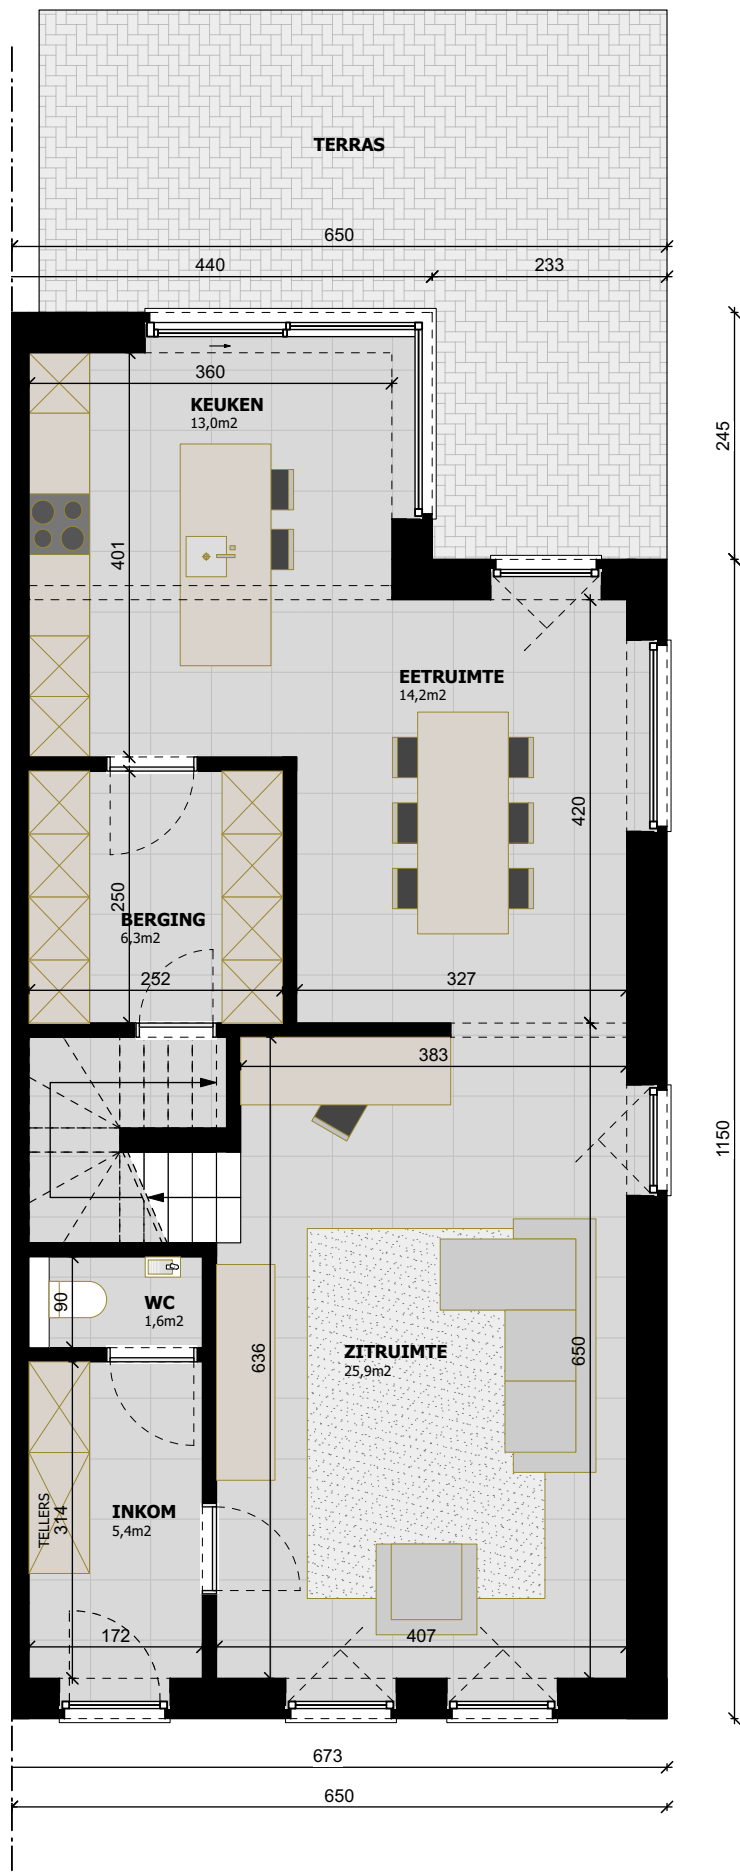 TERRAS
650
440
233
360
KEUKEN
13,0m2
245
401
EETRUIMTE
14,2m2
420
250
BERGING
6,3m2
252
327
383
1150
WC
1,6m2
90
636
ZITRUIMTE
25,9m2
650
TELLERS
314
INKOM
5,4m2
172
407
673
650